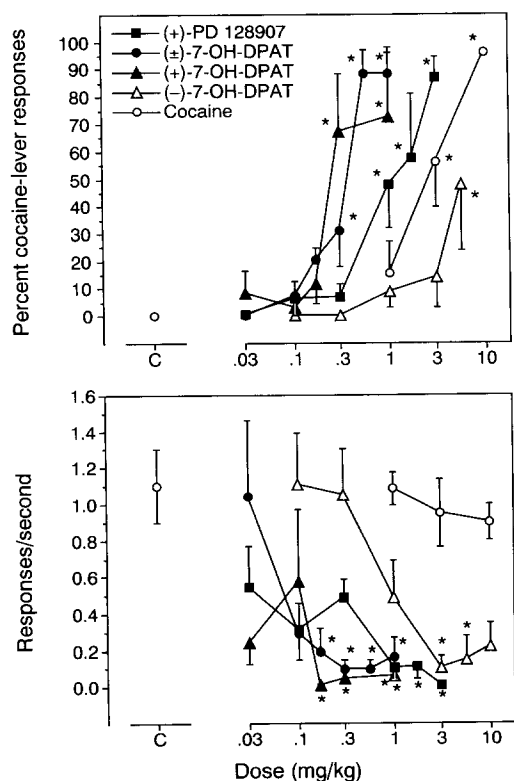 Percent cocaine-lever responses
100
90
80
70
60
50
40
30
20
10
0
(+)-PD 128907
(±)-7-OH-DPAT
(+)-7-OH-DPAT
(−)-7-OH-DPAT
Cocaine
* * * * * * * * * * *
C .03 .1 .3 1 3 10
Responses/second
1.6
1.4
1.2
1.0
0.8
0.6
0.4
0.2
0.0
* * * * * * * * * * * *
C .03 .1 .3 1 3 10
Dose (mg/kg)